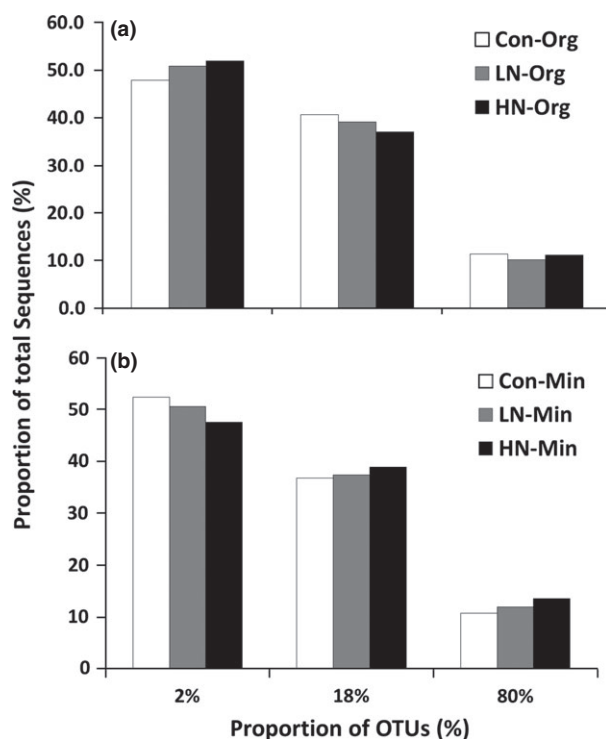 (a)
Con-Org
LN-Org
HN-Org
60.0
50.0
40.0
30.0
20.0
10.0
0.0
(b)
Con-Min
LN-Min
HN-Min
60
50
40
30
20
10
0
2% 18% 80%
Proportion of OTUs (%)
Proportion of total Sequences (%)